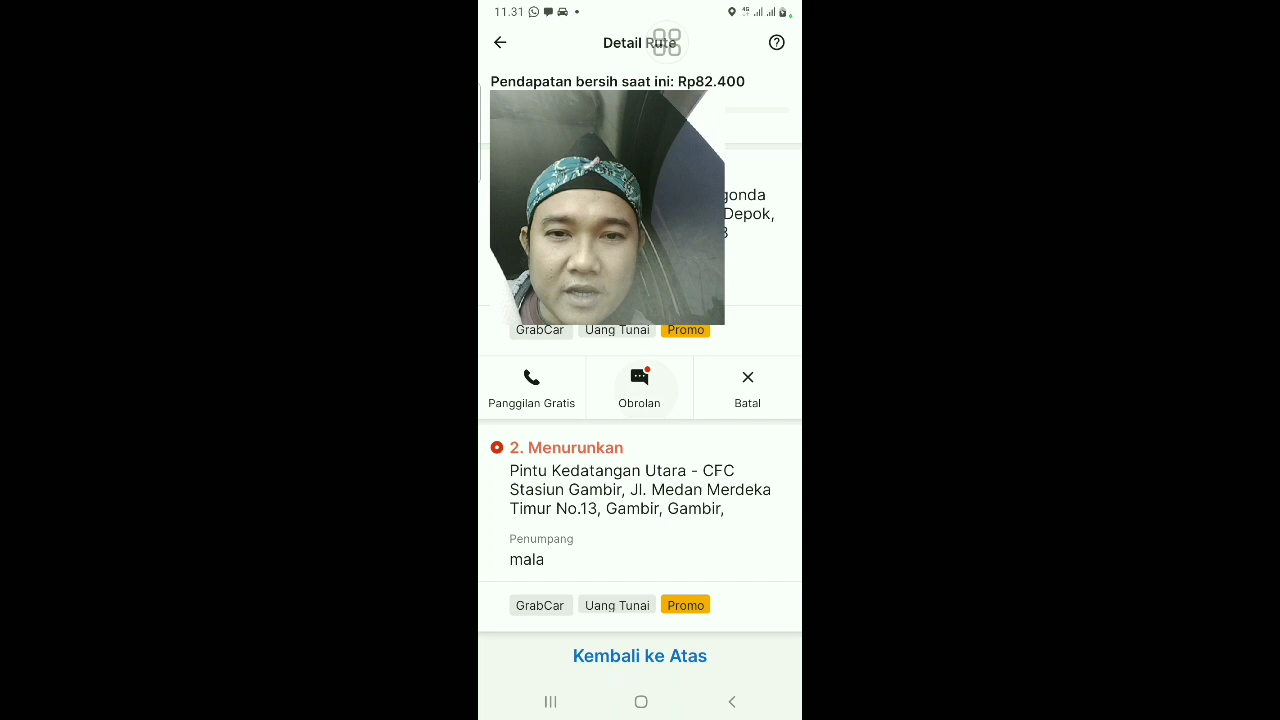 11.31
Detail Rute
Pendapatan bersih saat ini: Rp82.400
gonda
Depok,
GrabCar Uang Tunai Promo
Panggilan Gratis Obrolan Batal
2. Menurunkan
Pintu Kedatangan Utara - CFC
Stasiun Gambir, Jl. Medan Merdeka
Timur No.13, Gambir, Gambir,
Penumpang
mala
GrabCar Uang Tunai Promo
Kembali ke Atas